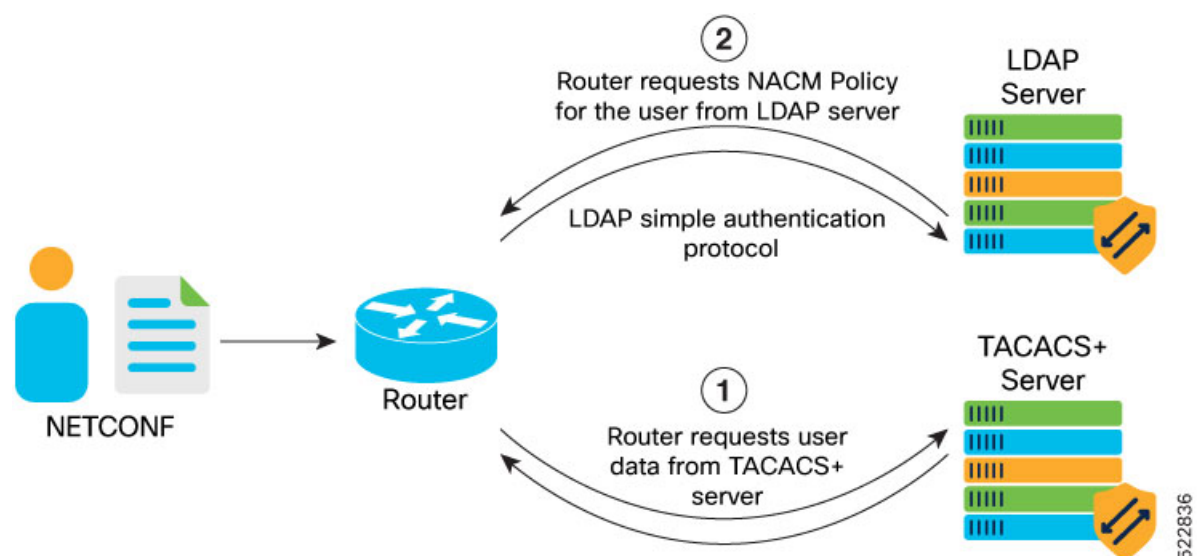 2
Router requests NACM Policy
for the user from LDAP server
LDAP
Server
LDAP simple authentication
protocol
NETCONF
Router
1
Router requests user
data from TACACS+
server
TACACS+
Server
522836